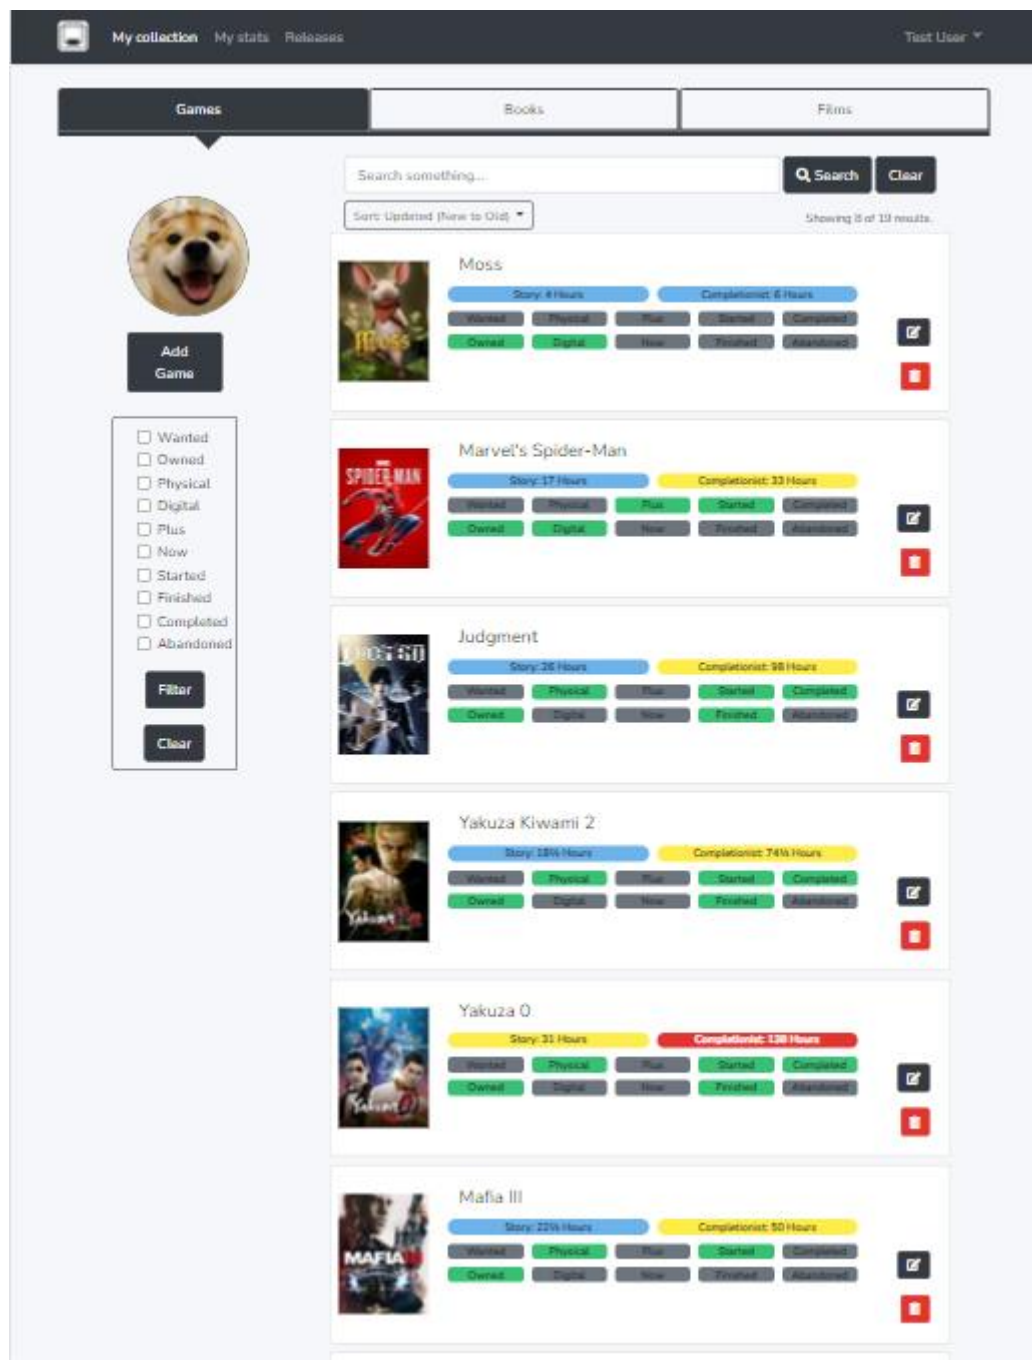 My collection My stats Releases Test User
Games Books Films
Search something... Search Clear
Sort: Updated (New to Old) Showing 8 of 19 results.
Add
Game
Wanted
Owned
Physical
Digital
Plus
Now
Started
Finished
Completed
Abandoned
Filter
Clear
Moss
Moss
Story: 4 Hours Completionist: 6 Hours
Wanted Physical Plus Started Completed
Owned Digital Now Finished Abandoned
SPIDER-MAN
Marvel's Spider-Man
Story: 17 Hours Completionist: 33 Hours
Wanted Physical Plus Started Completed
Owned Digital Now Finished Abandoned
Judgment
Story: 26 Hours Completionist: 98 Hours
Wanted Physical Plus Started Completed
Owned Digital Now Finished Abandoned
Yakuza Kiwami 2
Story: 18½ Hours Completionist: 74½ Hours
Wanted Physical Plus Started Completed
Owned Digital Now Finished Abandoned
Yakuza 0
Story: 31 Hours Completionist: 138 Hours
Wanted Physical Plus Started Completed
Owned Digital Now Finished Abandoned
MAFIA III
Mafia III
Story: 22½ Hours Completionist: 50 Hours
Wanted Physical Plus Started Completed
Owned Digital Now Finished Abandoned